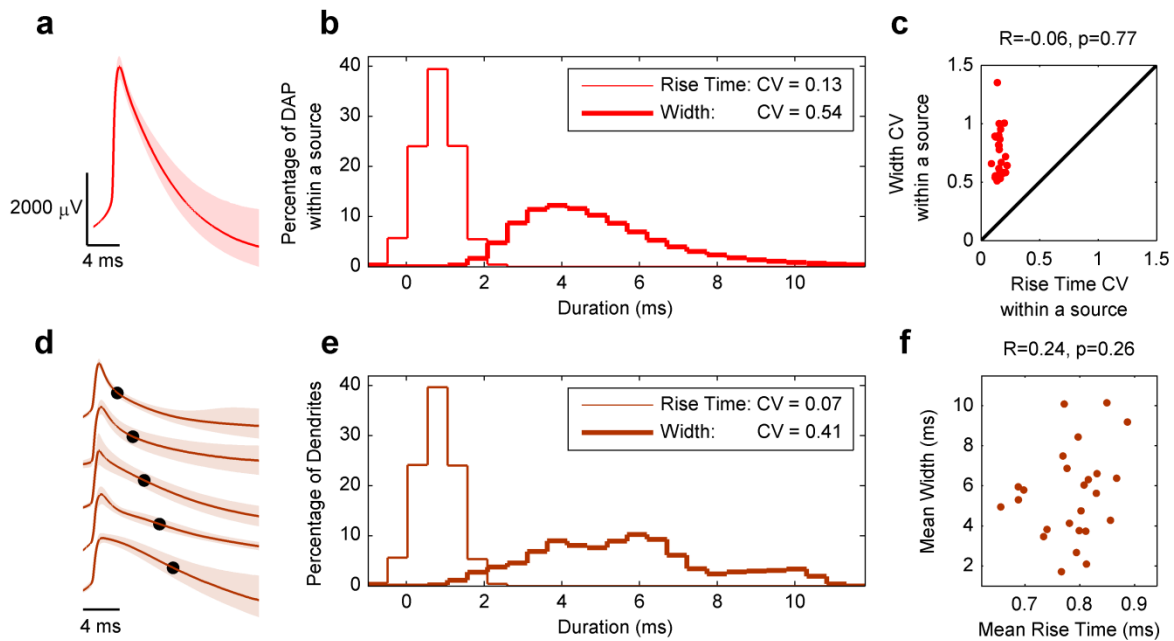 a
2000 μV
4 ms
b
Percentage of DAP
within a source
40
30
20
10
0
Rise Time: CV = 0.13
Width: CV = 0.54
0 2 4 6 8 10
Duration (ms)
c
R=-0.06, p=0.77
Width CV
within a source
1.5
1
0.5
0
0 0.5 1 1.5
Rise Time CV
within a source
d
4 ms
e
Percentage of Dendrites
40
30
20
10
0
Rise Time: CV = 0.07
Width: CV = 0.41
0 2 4 6 8 10
Duration (ms)
f
R=0.24, p=0.26
Mean Width (ms)
10
8
6
4
2
0.7 0.8 0.9
Mean Rise Time (ms)